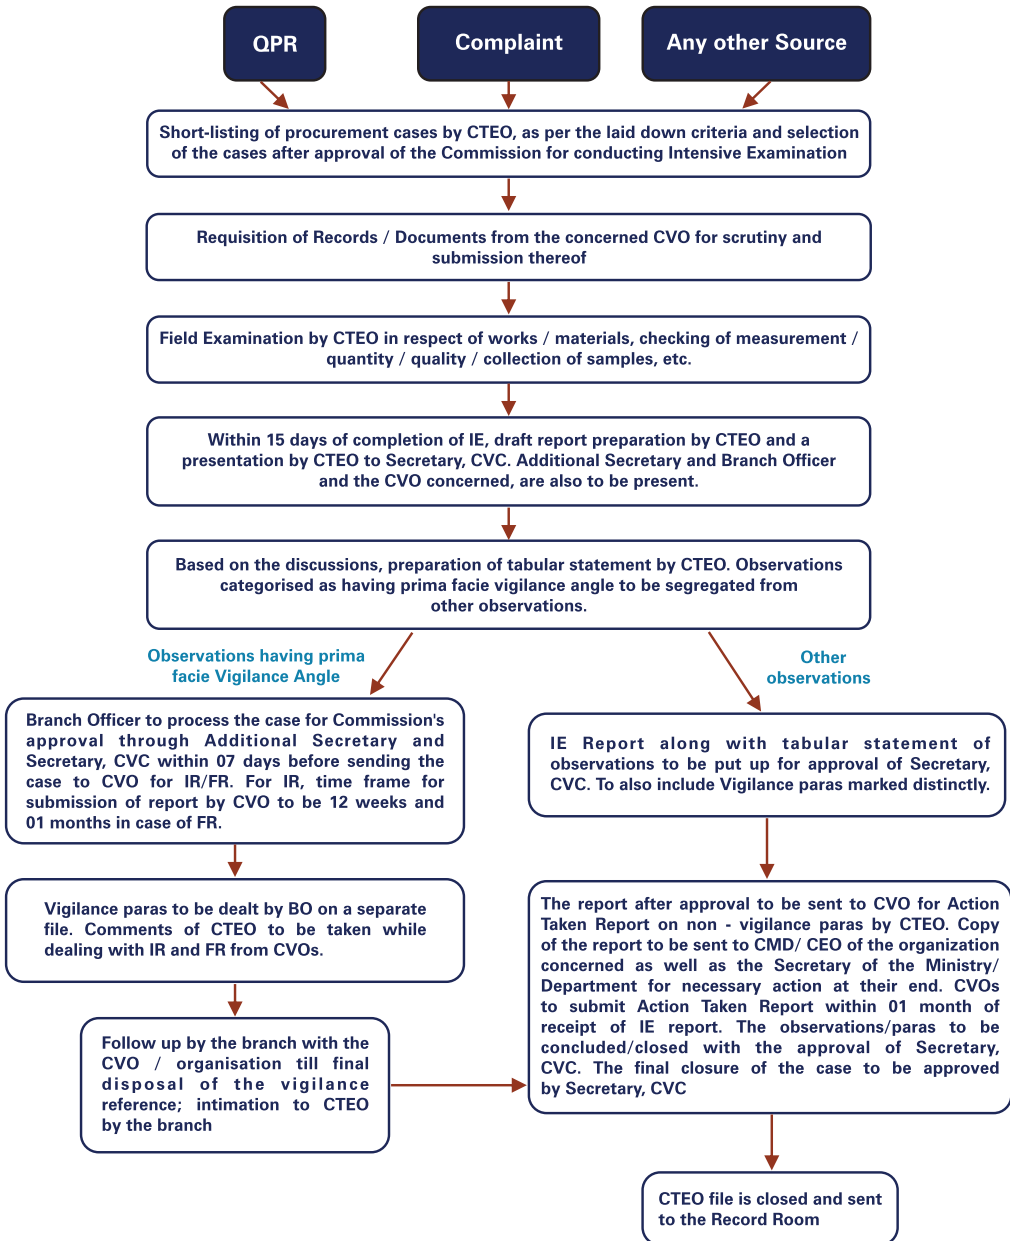 QPR
Complaint
Any other Source
Short-listing of procurement cases by CTEO, as per the laid down criteria and selection
of the cases after approval of the Commission for conducting Intensive Examination
Requisition of Records / Documents from the concerned CVO for scrutiny and
submission thereof
Field Examination by CTEO in respect of works / materials, checking of measurement /
quantity / quality / collection of samples, etc.
Within 15 days of completion of IE, draft report preparation by CTEO and a
presentation by CTEO to Secretary, CVC. Additional Secretary and Branch Officer
and the CVO concerned, are also to be present.
Based on the discussions, preparation of tabular statement by CTEO. Observations
categorised as having prima facie vigilance angle to be segregated from
other observations.
Observations having prima
facie Vigilance Angle
Other
observations
Branch Officer to process the case for Commission's
approval through Additional Secretary and
Secretary, CVC within 07 days before sending the
case to CVO for IR/FR. For IR, time frame for
submission of report by CVO to be 12 weeks and
01 months in case of FR.
IE Report along with tabular statement of
observations to be put up for approval of Secretary,
CVC. To also include Vigilance paras marked distinctly.
Vigilance paras to be dealt by BO on a separate
file. Comments of CTEO to be taken while
dealing with IR and FR from CVOs.
The report after approval to be sent to CVO for Action
Taken Report on non - vigilance paras by CTEO. Copy
of the report to be sent to CMD/ CEO of the organization
concerned as well as the Secretary of the Ministry/
Department for necessary action at their end. CVOs
to submit Action Taken Report within 01 month of
receipt of IE report. The observations/paras to be
concluded/closed with the approval of Secretary,
CVC. The final closure of the case to be approved
by Secretary, CVC
Follow up by the branch with the
CVO / organisation till final
disposal of the vigilance
reference; intimation to CTEO
by the branch
CTEO file is closed and sent
to the Record Room